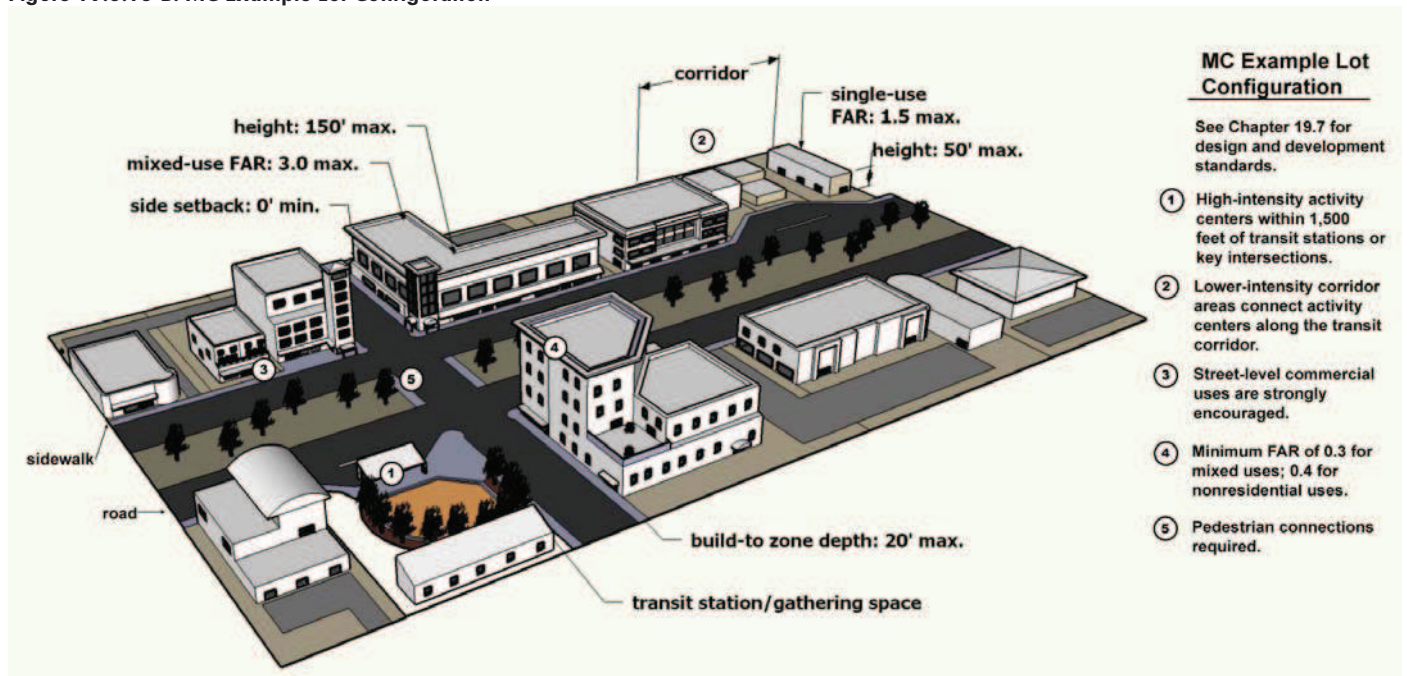 corridor
single-use
FAR: 1.5 max.
height: 50' max.
2
height: 150' max.
mixed-use FAR: 3.0 max.
side setback: 0' min.
3
5
4
1
sidewalk
road
build-to zone depth: 20' max.
transit station/gathering space
MC Example Lot
Configuration
See Chapter 19.7 for
design and development
standards.
1 High-intensity activity
centers within 1,500
feet of transit stations or
key intersections.
2 Lower-intensity corridor
areas connect activity
centers along the transit
corridor.
3 Street-level commercial
uses are strongly
encouraged.
4 Minimum FAR of 0.3 for
mixed uses; 0.4 for
nonresidential uses.
5 Pedestrian connections
required.